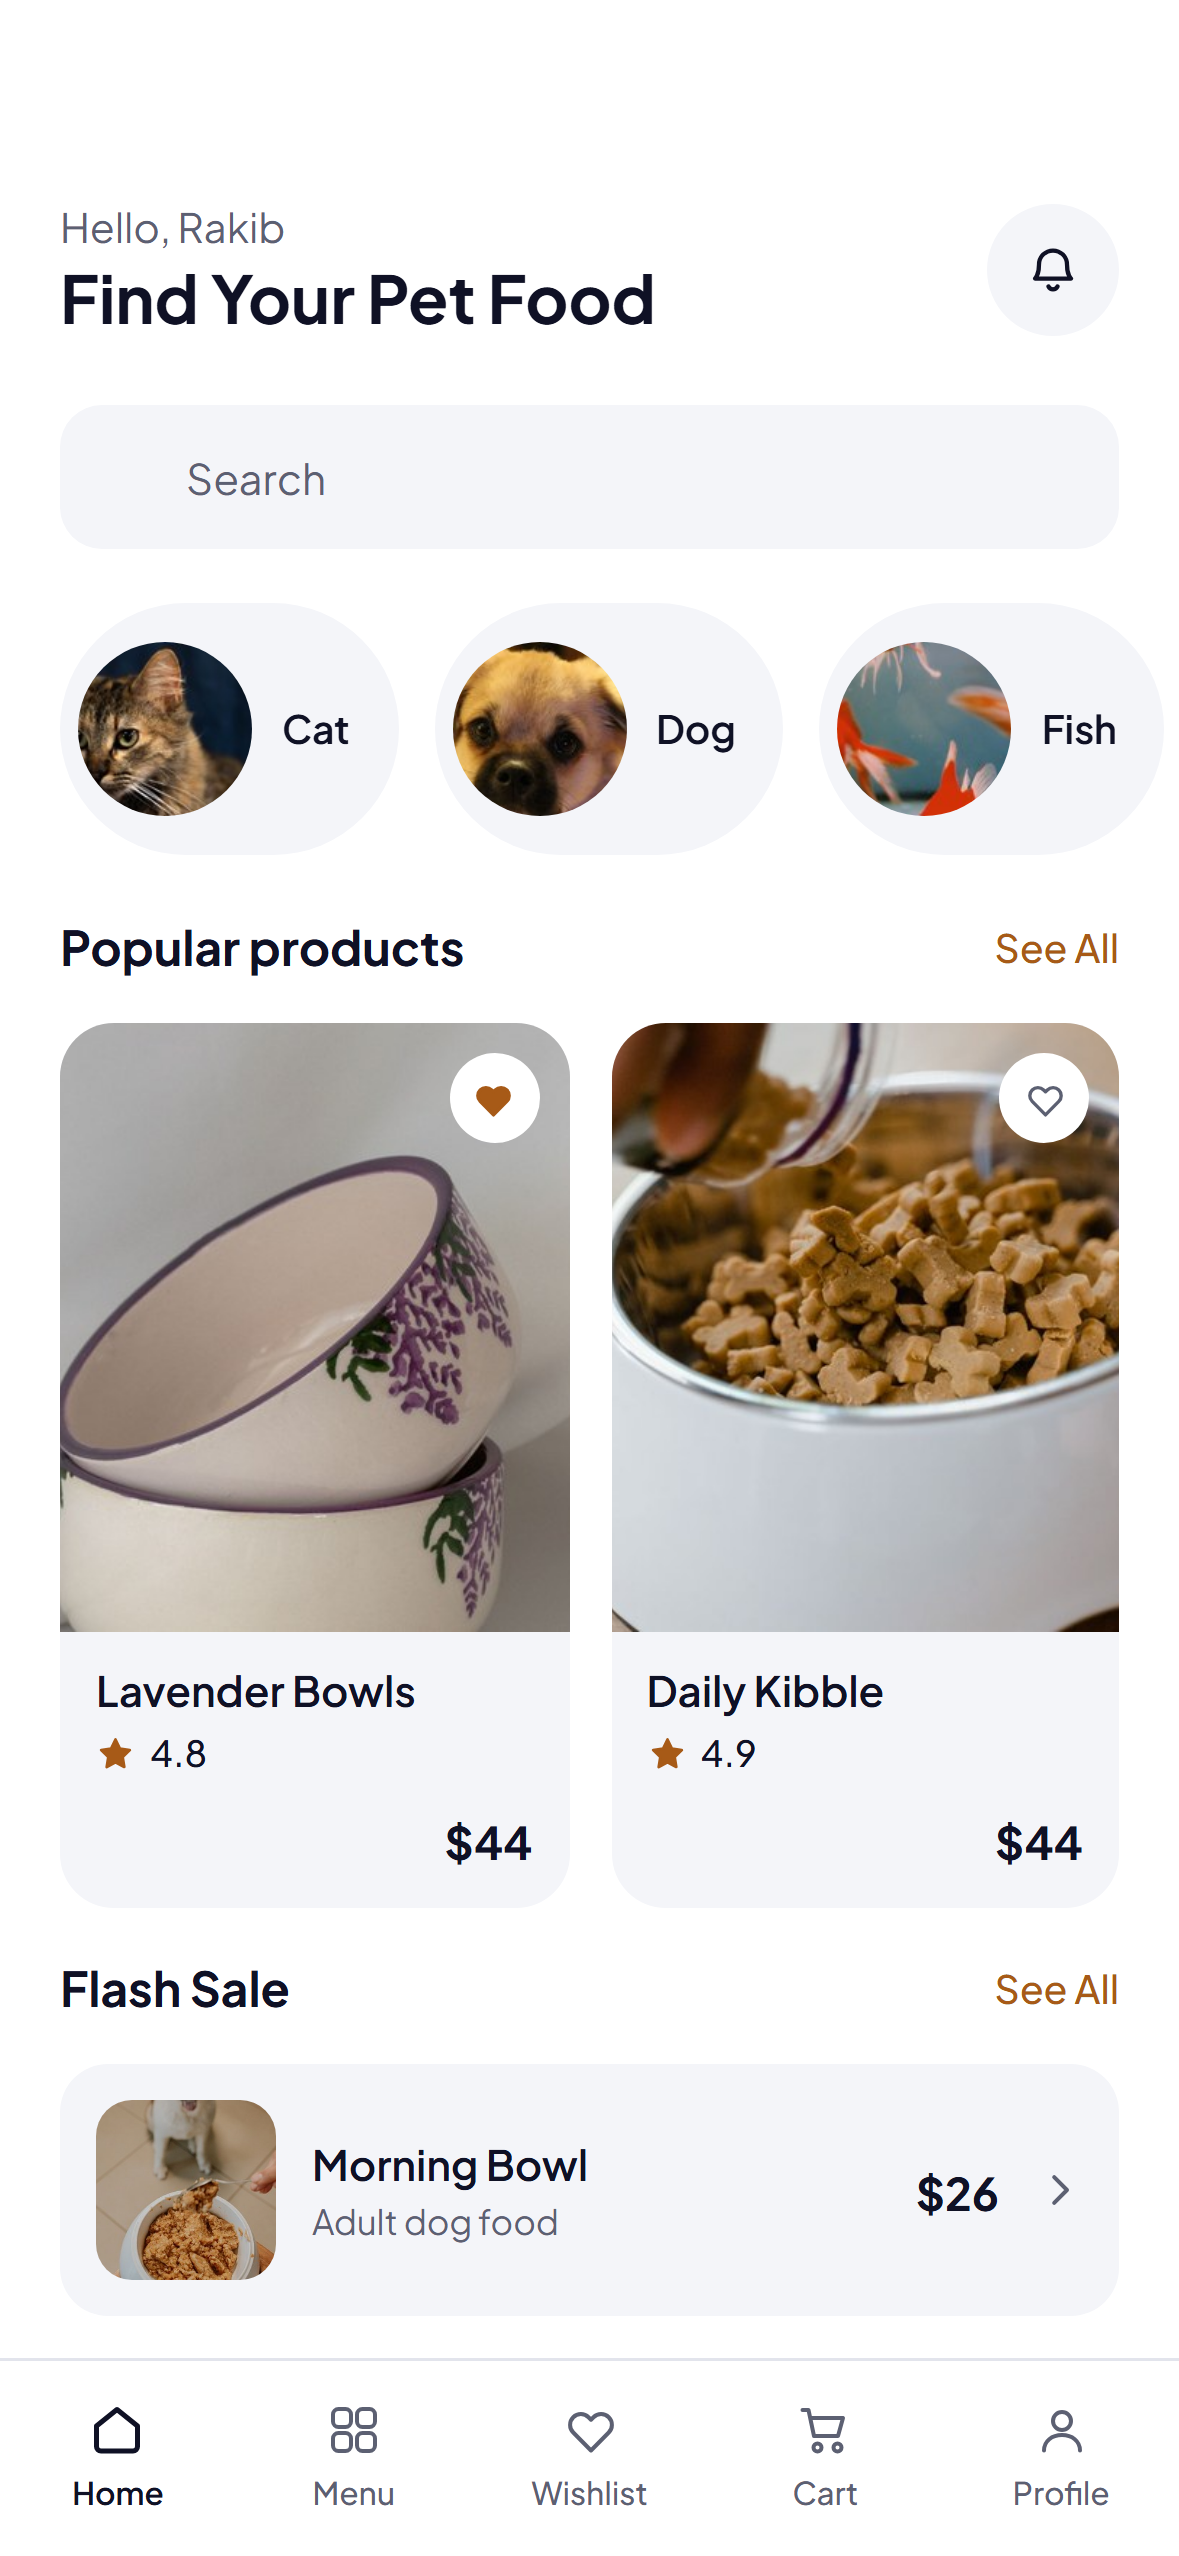 Hello, Rakib
Find Your Pet Food
Search
Cat
Dog
Fish
Popular products
See All
Lavender Bowls
4.8
$44
Daily Kibble
4.9
$44
Flash Sale
See All
Morning Bowl
Adult dog food
$26
Home
Menu
Wishlist
Cart
Profile